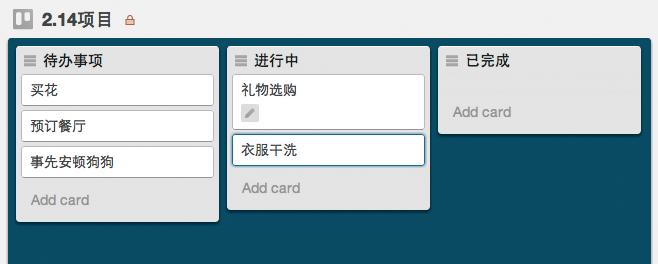 2.14项目
待办事项
买花
预订餐厅
事先安顿狗狗
Add card
进行中
礼物选购
衣服干洗
Add card
已完成
Add card